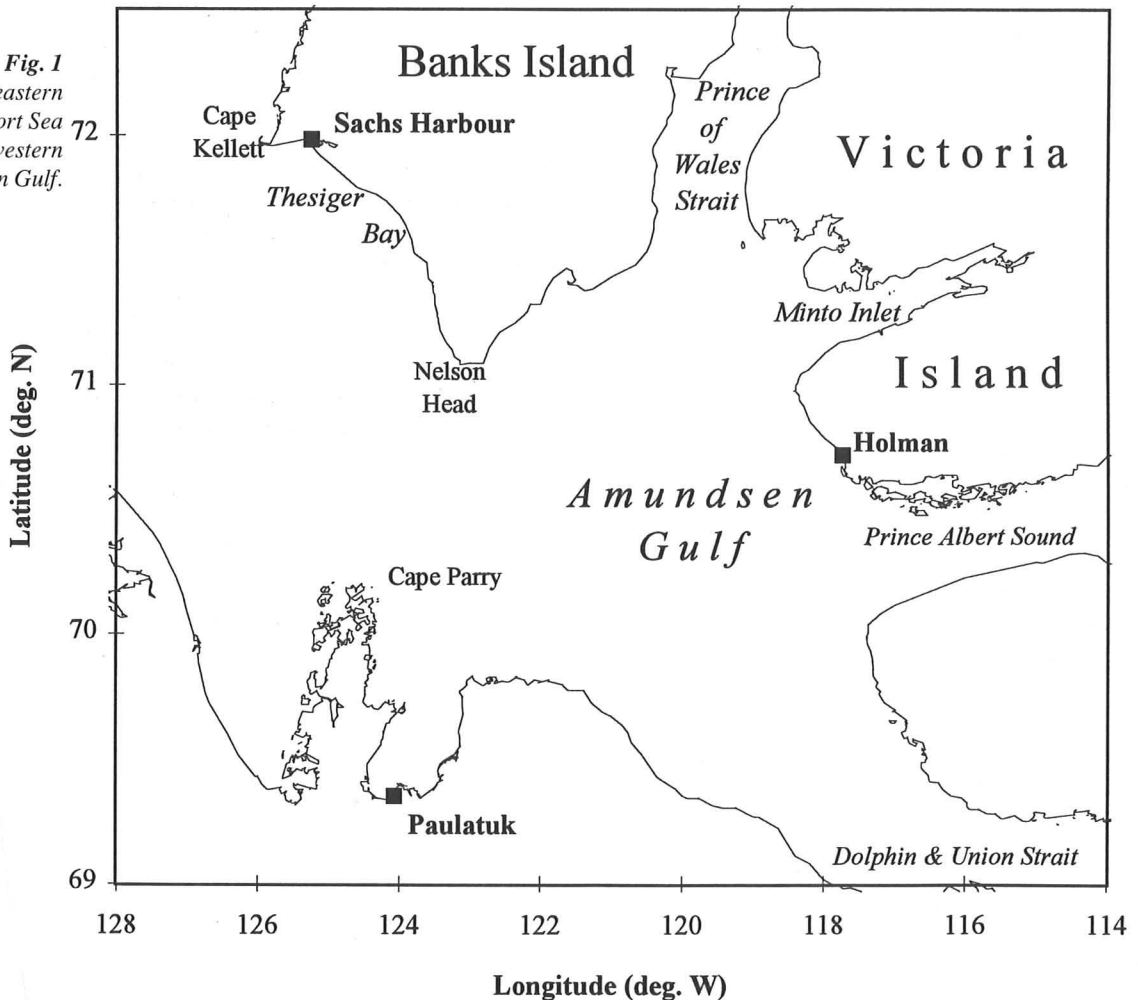 Fig. 1
eastern
ort Sea
western
n Gulf.
Banks Island
Cape
Kellett
Sachs Harbour
Thesiger
Bay
Prince
of
Wales
Strait
Victoria
Minto Inlet
Island
Nelson
Head
Holman
Amundsen
Gulf
Prince Albert Sound
Cape Parry
Paulatuk
Dolphin & Union Strait
72
71
70
69
Latitude (deg. N)
128 126 124 122 120 118 116 114
Longitude (deg. W)